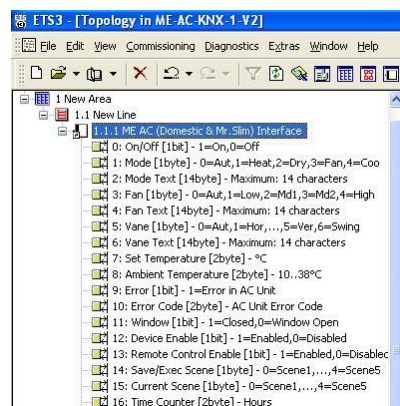 ETS3 - [Topology in ME-AC-KNX-1-V2]
File Edit View Commissioning Diagnostics Extras Window Help
1 New Area
1.1 New Line
1.1.1 ME AC (Domestic & Mr.Slim) Interface
0: On/Off [1bit] - 1=On,0=Off
1: Mode [1byte] - 0=Aut,1=Heat,2=Dry,3=Fan,4=Coo
2: Mode Text [14byte] - Maximum: 14 characters
3: Fan [1byte] - 0=Aut,1=Low,2=Md1,3=Md2,4=High
4: Fan Text [14byte] - Maximum: 14 characters
5: Vane [1byte] - 0=Aut,1=Hor,...,5=Ver,6=Swing
6: Vane Text [14byte] - Maximum: 14 characters
7: Set Temperature [2byte] - °C
8: Ambient Temperature [2byte] - 10..38°C
9: Error [1bit] - 1=Error in AC Unit
10: Error Code [2byte] - AC Unit Error Code
11: Window [1bit] - 1=Closed,0=Window Open
12: Device Enable [1bit] - 1=Enabled,0=Disabled
13: Remote Control Enable [1bit] - 1=Enabled,0=Disablec
14: Save/Exec Scene [1byte] - 0=Scene1,...,4=Scene5
15: Current Scene [1byte] - 0=Scene1,...,4=Scene5
16: Time Counter [2byte] - Hours